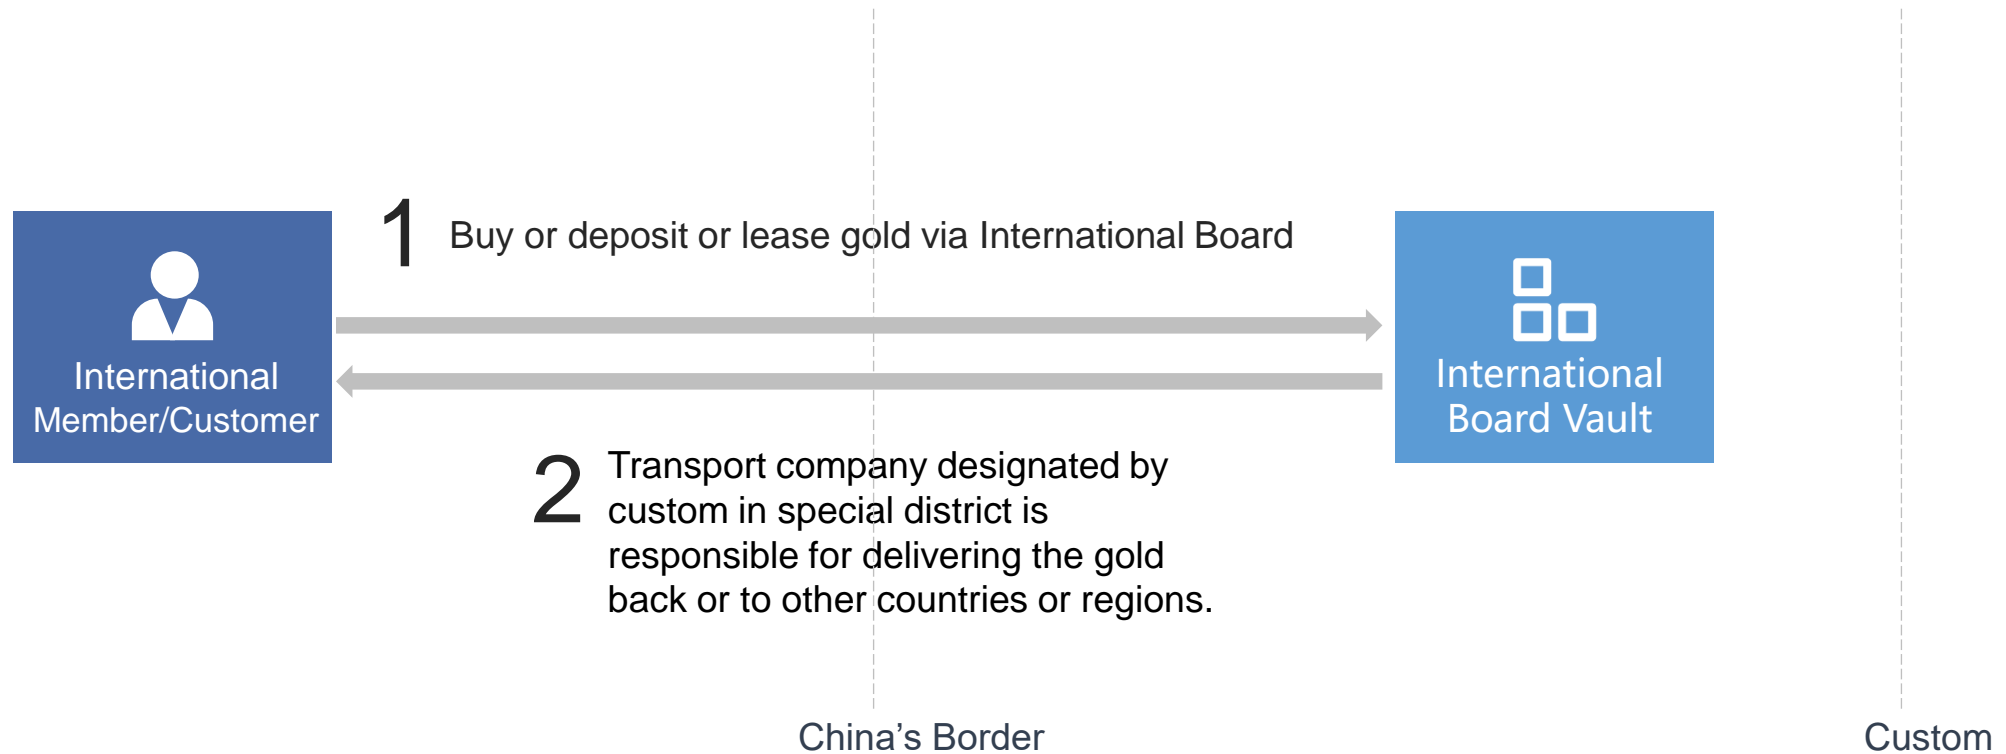 1
Buy or deposit or lease gold via International Board
International
Member/Customer
International
Board Vault
2
Transport company designated by
custom in special district is
responsible for delivering the gold
back or to other countries or regions.
China’s Border
Custom